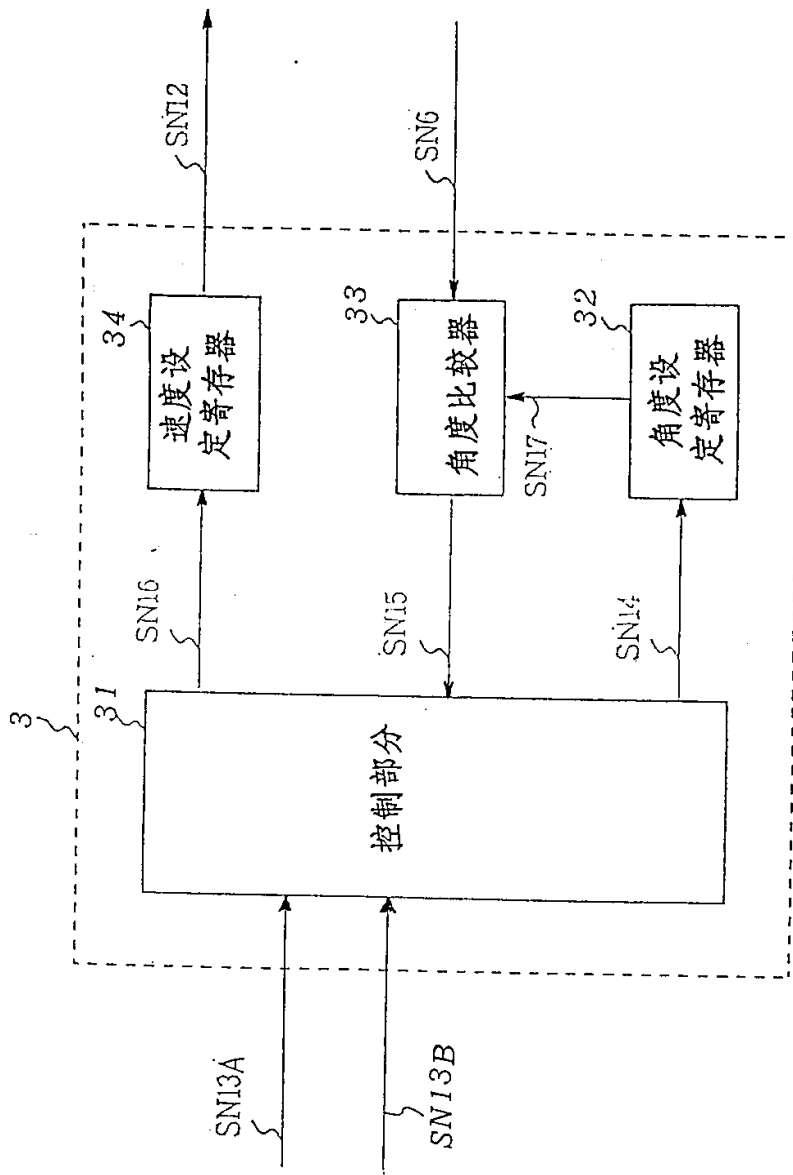 3
31
控制部分
34
速度设
定寄存器
33
角度比较器
32
角度设
定寄存器
SN12
SN6
SN16
SN15
SN17
SN14
SN13A
SN13B